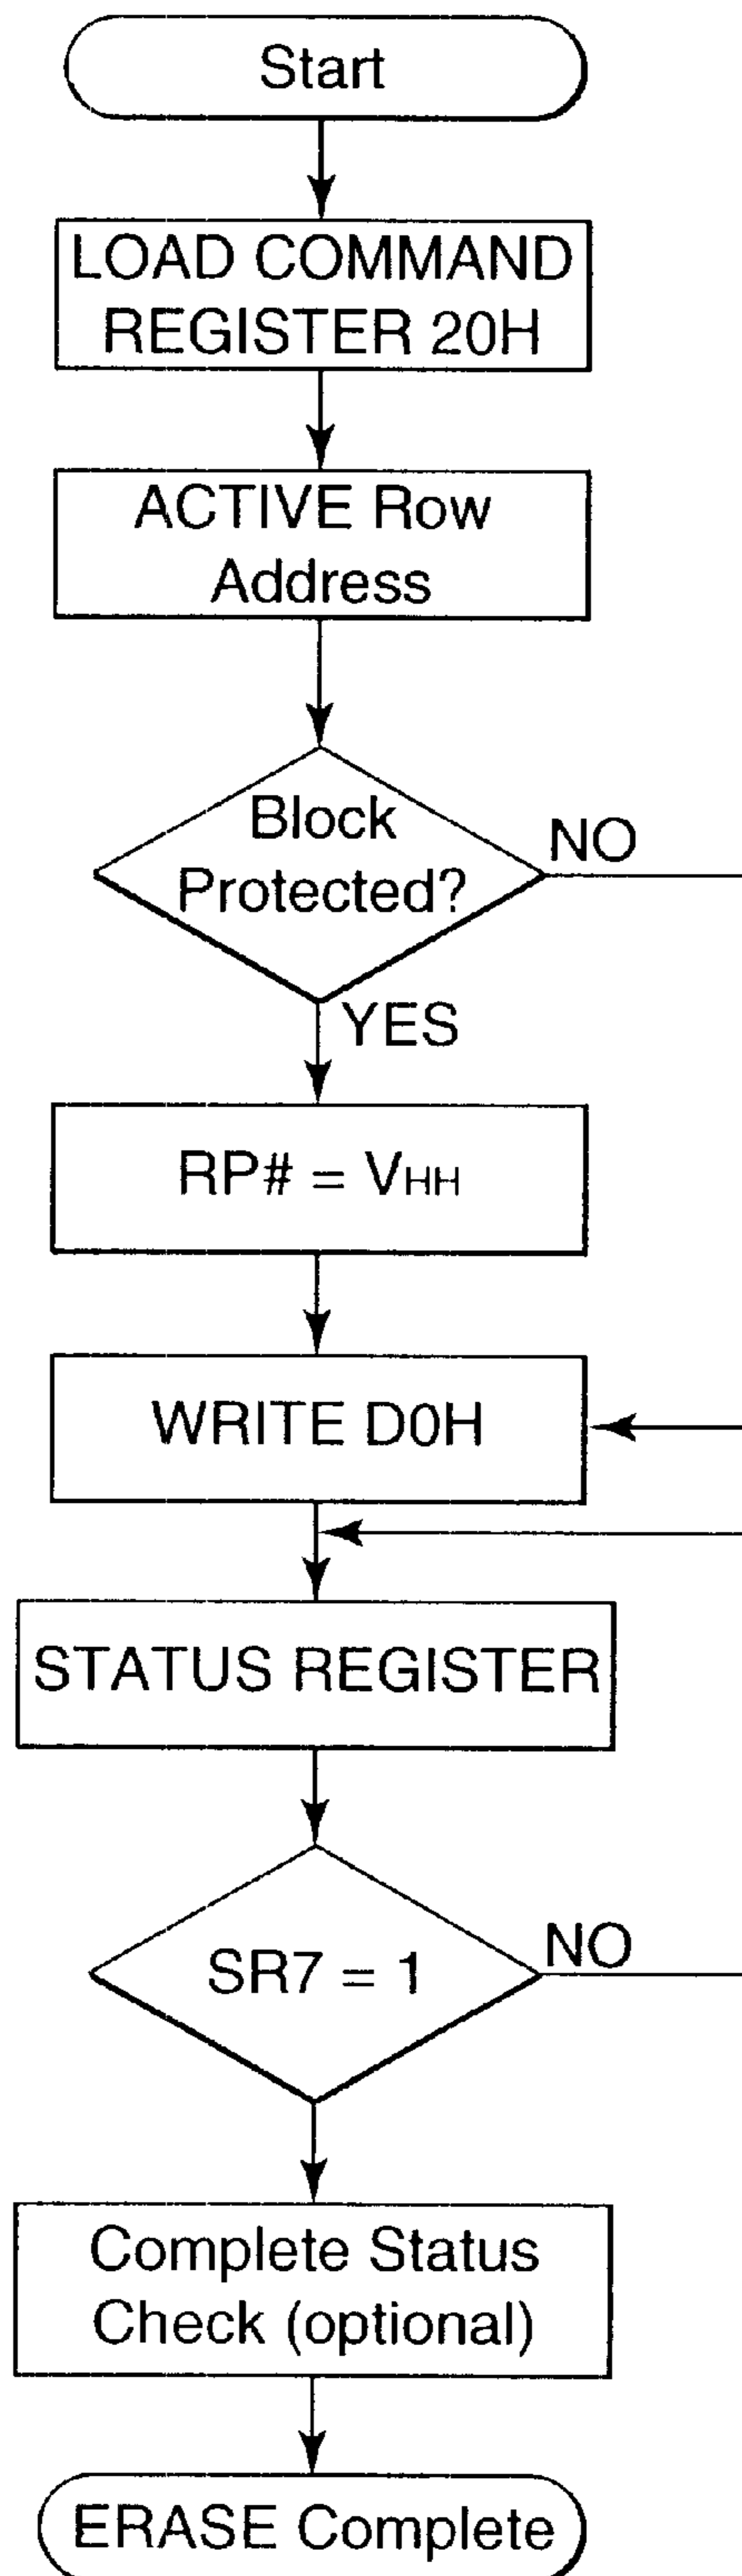 Start
LOAD COMMAND
REGISTER 20H
ACTIVE Row
Address
Block
Protected?
NO
YES
RP# = VHH
WRITE D0H
STATUS REGISTER
SR7 = 1
NO
Complete Status
Check (optional)
ERASE Complete